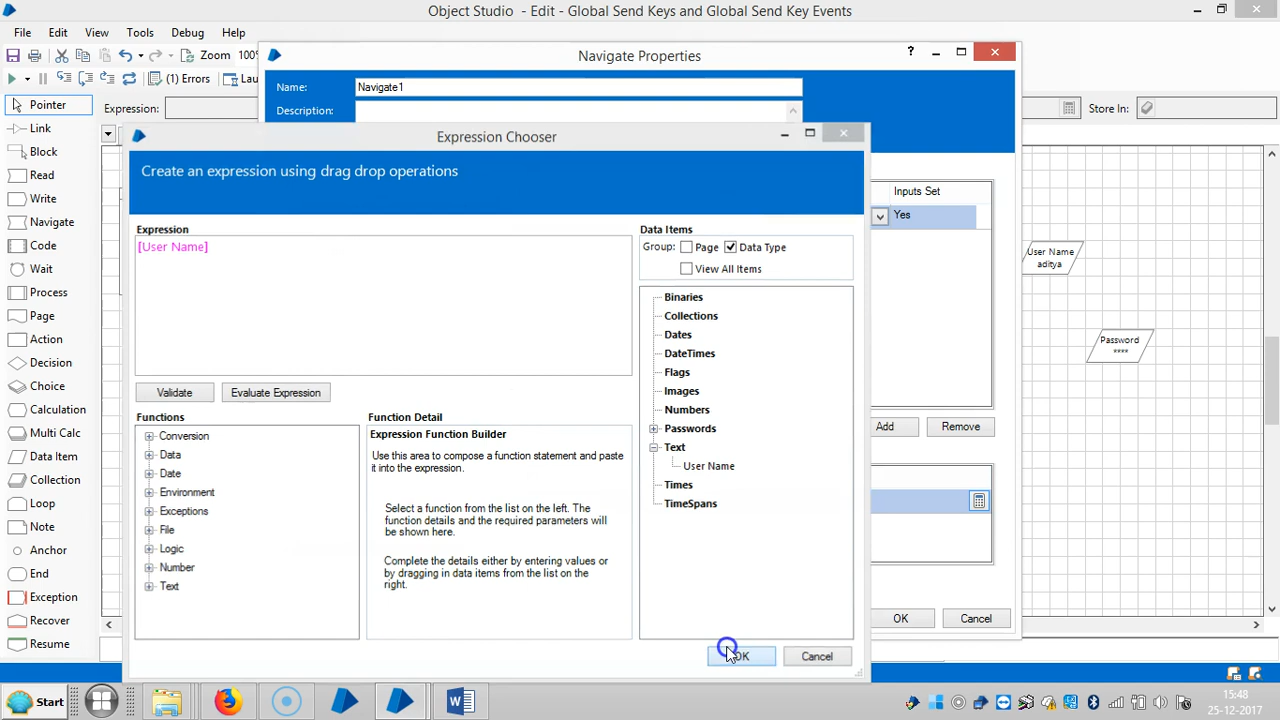 Object Studio - Edit - Global Send Keys and Global Send Key Events
File Edit View Tools Debug Help
Zoom 100%
(1) Errors
Expression:
Store In:
Pointer
Link
Block
Read
Write
Navigate
Code
Wait
Process
Page
Action
Decision
Choice
Calculation
Multi Calc
Data Item
Collection
Loop
Note
Anchor
End
Exception
Recover
Resume
Navigate Properties
?
Name: Navigate1
Description:
Inputs Set
Yes
Add
Remove
OK
Cancel
User Name
aditya
Password
****
Expression Chooser
Create an expression using drag drop operations
Expression
[User Name]
Validate
Evaluate Expression
Functions
Conversion
Data
Date
Environment
Exceptions
File
Logic
Number
Text
Function Detail
Expression Function Builder
Use this area to compose a function statement and paste
it into the expression.
Select a function from the list on the left. The
function details and the required parameters will
be shown here.
Complete the details either by entering values or
by dragging in data items from the list on the
right.
Data Items
Group: Page Data Type
View All Items
Binaries
Collections
Dates
DateTimes
Flags
Images
Numbers
Passwords
Text
User Name
Times
TimeSpans
OK
Cancel
Start
15:48
25-12-2017